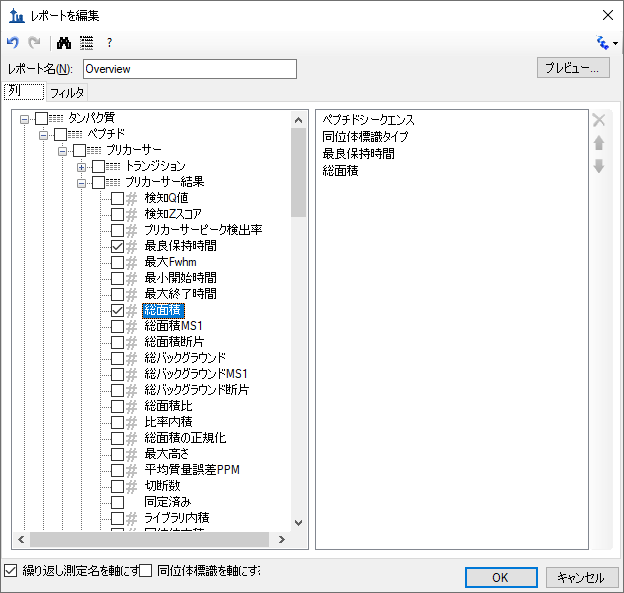 レポートを編集
?
レポート名(N): Overview
プレビュー...
列 フィルタ
タンパク質
ペプチド
プリカーサー
トランジション
プリカーサー結果
検知Q値
検知Zスコア
プリカーサーピーク検出率
最良保持時間
最大Fwhm
最小開始時間
最大終了時間
総面積
総面積MS1
総面積断片
総バックグラウンド
総バックグラウンドMS1
総バックグラウンド断片
総面積比
比率内積
総面積の正規化
最大高さ
平均質量誤差PPM
切断数
同定済み
ライブラリ内積
ペプチドシークエンス
同位体標識タイプ
最良保持時間
総面積
繰り返し測定名を軸にす
同位体標識を軸にす
OK
キャンセル